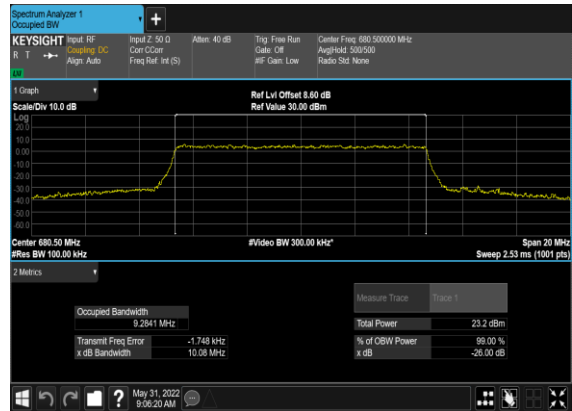 Spectrum Analyzer 1
Occupied BW
+
KEYSIGHT
R T
LXI
Input: RF
Coupling: DC
Align: Auto
Input Z: 50 Ω
Corr CCorr
Freq Ref: Int (S)
Atten: 40 dB
Trig: Free Run
Gate: Off
#IF Gain: Low
Center Freq: 680.500000 MHz
Avg|Hold: 500/500
Radio Std: None
1 Graph
Scale/Div 10.0 dB
Ref Lvl Offset 8.60 dB
Ref Value 30.00 dBm
Log
20.0
10.0
0.00
-10.0
-20.0
-30.0
-40.0
-50.0
-60.0
Center 680.50 MHz
#Video BW 300.00 kHz*
Span 20 MHz
#Res BW 100.00 kHz
Sweep 2.53 ms (1001 pts)
2 Metrics
Measure Trace Trace 1
Occupied Bandwidth
9.2841 MHz
Total Power 23.2 dBm
Transmit Freq Error -1.748 kHz
% of OBW Power 99.00 %
x dB Bandwidth 10.08 MHz
x dB -26.00 dB
?
May 31, 2022
9:06:20 AM